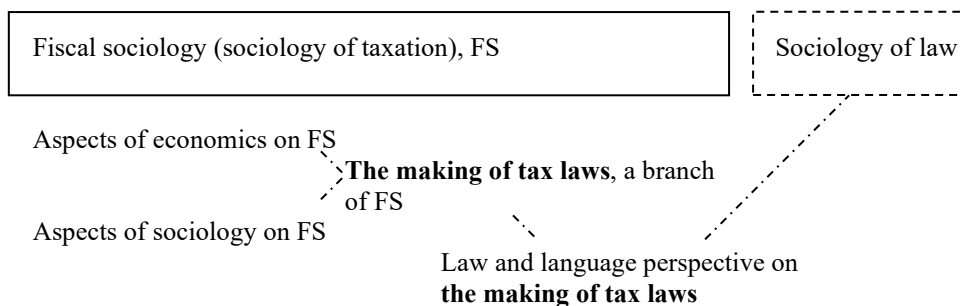 Fiscal sociology (sociology of taxation), FS
Sociology of law
Aspects of economics on FS
The making of tax laws, a branch
of FS
Aspects of sociology on FS
Law and language perspective on
the making of tax laws